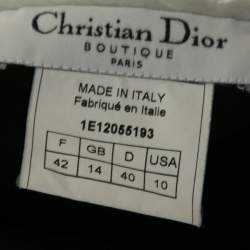 Christian Dior
BOUTIQUE
PARIS
MADE IN ITALY
Fabriqué en Italie
1E12055193
F GB D USA
42 14 40 10